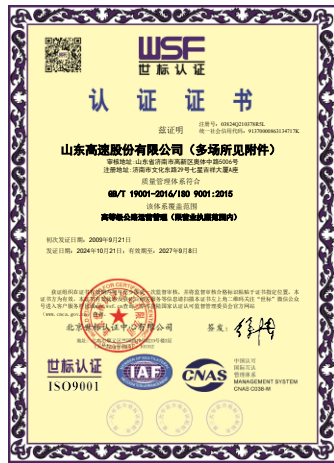 WSF
世标认证
认 证 证 书
注册号：03824Q210378R5L
兹证明
统一社会信用代码：913700008631347​17K
山东高速股份有限公司（多场所见附件）
审核地址：山东省济南市高新区奥体中路5006号
注册地址：济南市文化东路29号七星吉祥大厦A座
质量管理体系符合
GB/T 19001-2016/ISO 9001:2015
该体系覆盖范围
高等级公路运营管理（限营业执照范围内）
初次发证日期：2009年9月21日
发证日期：2024年10月21日；有效期至：2027年9月8日
北京世标认证中心有限公司
签发：
世标认证
ISO9001
IAF
CNAS
中国认可
国际互认
管理体系
MANAGEMENT SYSTEM
CNAS C038-M